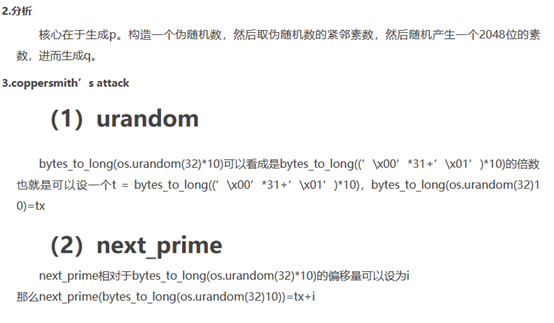 2.分析
核心在于生成p。构造一个伪随机数，然后取伪随机数的紧邻素数，然后随机产生一个2048位的素
数，进而生成q。
3.coppersmith’s attack
（1）urandom
bytes_to_long(os.urandom(32)*10)可以看成是bytes_to_long((’\x00’*31+’\x01’)*10)的倍数
也就是可以设一个t = bytes_to_long((’\x00’*31+’\x01’)*10)，bytes_to_long(os.urandom(32)1
0)=tx
（2）next_prime
next_prime相对于bytes_to_long(os.urandom(32)*10)的偏移量可以设为i
那么next_prime(bytes_to_long(os.urandom(32)10))=tx+i